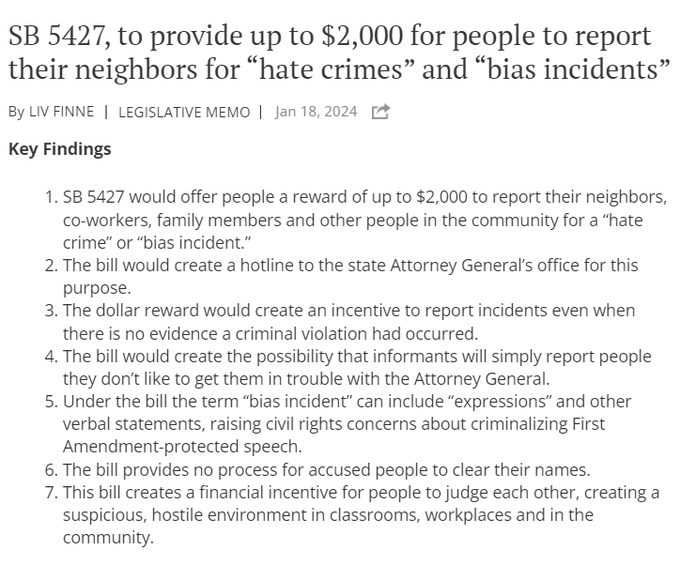 SB 5427, to provide up to $2,000 for people to report
their neighbors for “hate crimes” and “bias incidents”
By LIV FINNE | LEGISLATIVE MEMO | Jan 18, 2024
Key Findings
1. SB 5427 would offer people a reward of up to $2,000 to report their neighbors,
co-workers, family members and other people in the community for a “hate
crime” or “bias incident.”
2. The bill would create a hotline to the state Attorney General’s office for this
purpose.
3. The dollar reward would create an incentive to report incidents even when
there is no evidence a criminal violation had occurred.
4. The bill would create the possibility that informants will simply report people
they don’t like to get them in trouble with the Attorney General.
5. Under the bill the term “bias incident” can include “expressions” and other
verbal statements, raising civil rights concerns about criminalizing First
Amendment-protected speech.
6. The bill provides no process for accused people to clear their names.
7. This bill creates a financial incentive for people to judge each other, creating a
suspicious, hostile environment in classrooms, workplaces and in the
community.